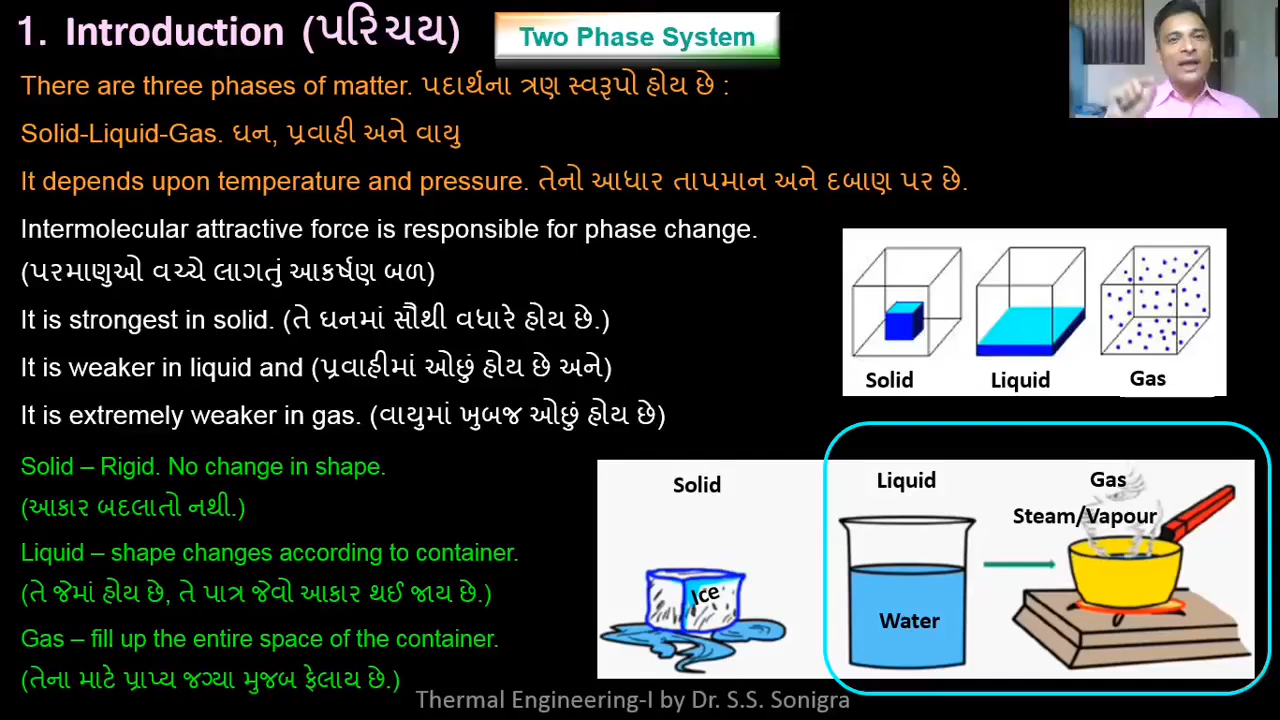 1. Introduction (પરિચય)
Two Phase System
There are three phases of matter. પદાર્થના ત્રણ સ્વરૂપો હોય છે :
Solid-Liquid-Gas. ઘન, પ્રવાહી અને વાયુ
It depends upon temperature and pressure. તેનો આધાર તાપમાન અને દબાણ પર છે.
Intermolecular attractive force is responsible for phase change.
(પરમાણુઓ વચ્ચે લાગતું આકર્ષણ બળ)
It is strongest in solid. (તે ઘનમાં સૌથી વધારે હોય છે.)
It is weaker in liquid and (પ્રવાહીમાં ઓછું હોય છે અને)
It is extremely weaker in gas. (વાયુમાં ખુબજ ઓછું હોય છે)
Solid Liquid Gas
Solid – Rigid. No change in shape.
(આકાર બદલાતો નથી.)
Liquid – shape changes according to container.
(તે જેમાં હોય છે, તે પાત્ર જેવો આકાર થઈ જાય છે.)
Gas – fill up the entire space of the container.
(તેના માટે પ્રાપ્ય જગ્યા મુજબ ફેલાય છે.)
Solid
Ice
Liquid
Water
Gas
Steam/Vapour
Thermal Engineering-I by Dr. S.S. Sonigra